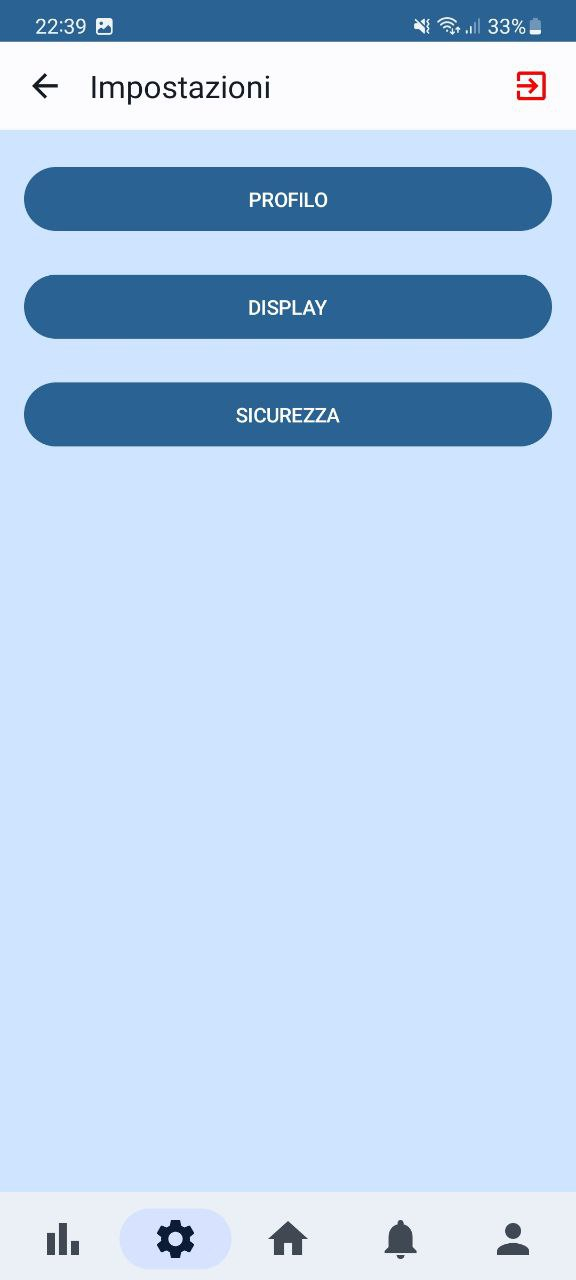 22:39 33%
Impostazioni
PROFILO
DISPLAY
SICUREZZA